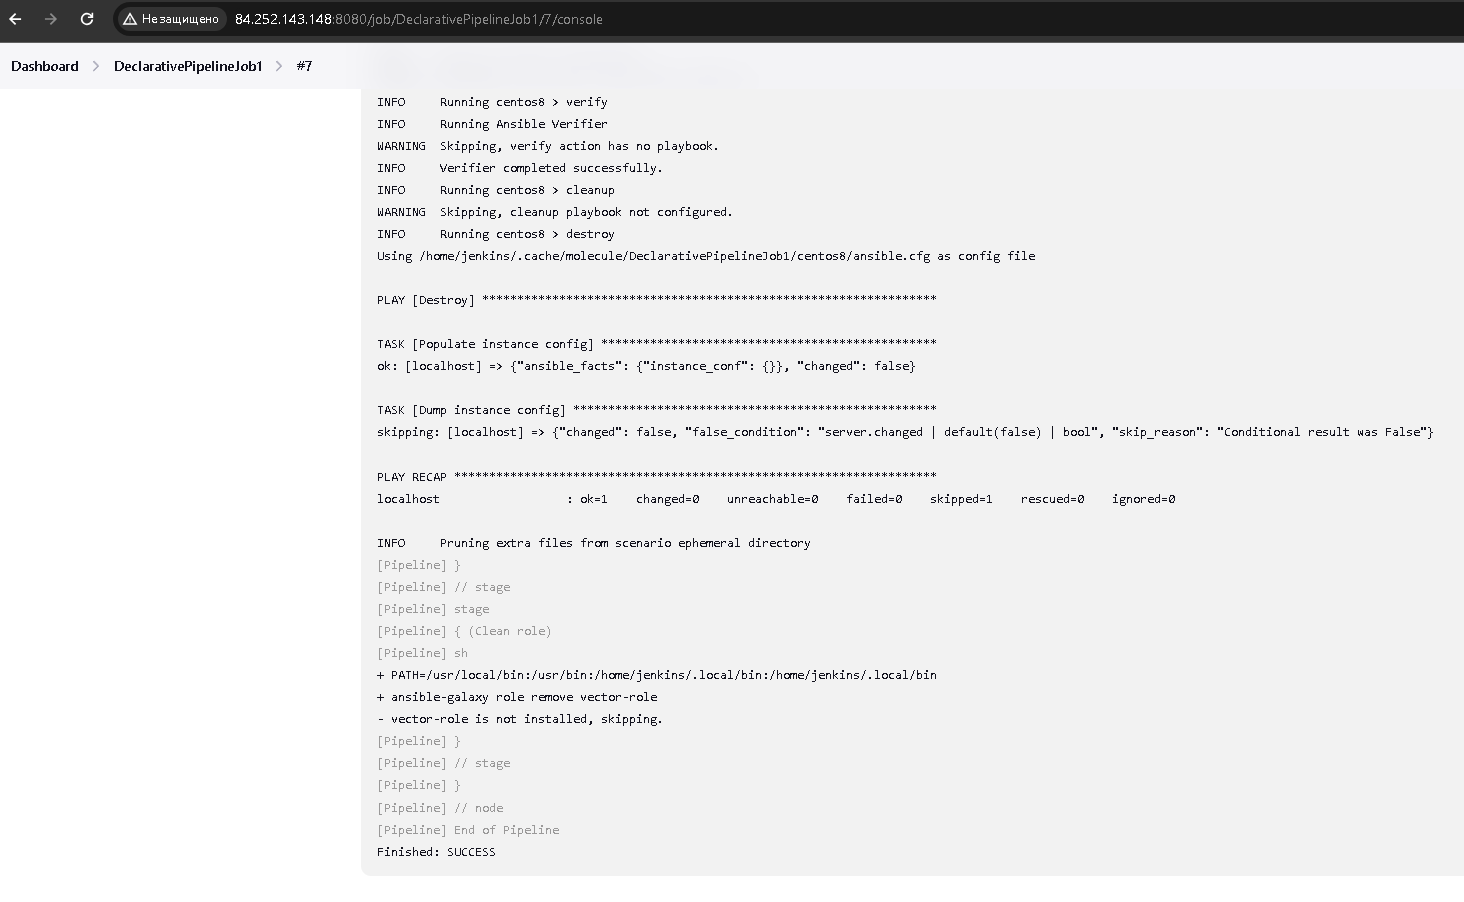 Не защищено 84.252.143.148:8080/job/DeclarativePipelineJob1/7/console
Dashboard DeclarativePipelineJob1 #7
INFO     Running centos8 > verify
INFO     Running Ansible Verifier
WARNING  Skipping, verify action has no playbook.
INFO     Verifier completed successfully.
INFO     Running centos8 > cleanup
WARNING  Skipping, cleanup playbook not configured.
INFO     Running centos8 > destroy
Using /home/jenkins/.cache/molecule/DeclarativePipelineJob1/centos8/ansible.cfg as config file
PLAY [Destroy] *****************************************************************
TASK [Populate instance config] ************************************************
ok: [localhost] => {"ansible_facts": {"instance_conf": {}}, "changed": false}
TASK [Dump instance config] ****************************************************
skipping: [localhost] => {"changed": false, "false_condition": "server.changed | default(false) | bool", "skip_reason": "Conditional result was False"}
PLAY RECAP *********************************************************************
localhost                  : ok=1    changed=0    unreachable=0    failed=0    skipped=1    rescued=0    ignored=0
INFO     Pruning extra files from scenario ephemeral directory
[Pipeline] }
[Pipeline] // stage
[Pipeline] stage
[Pipeline] { (Clean role)
[Pipeline] sh
+ PATH=/usr/local/bin:/usr/bin:/home/jenkins/.local/bin:/home/jenkins/.local/bin
+ ansible-galaxy role remove vector-role
- vector-role is not installed, skipping.
[Pipeline] }
[Pipeline] // stage
[Pipeline] }
[Pipeline] // node
[Pipeline] End of Pipeline
Finished: SUCCESS